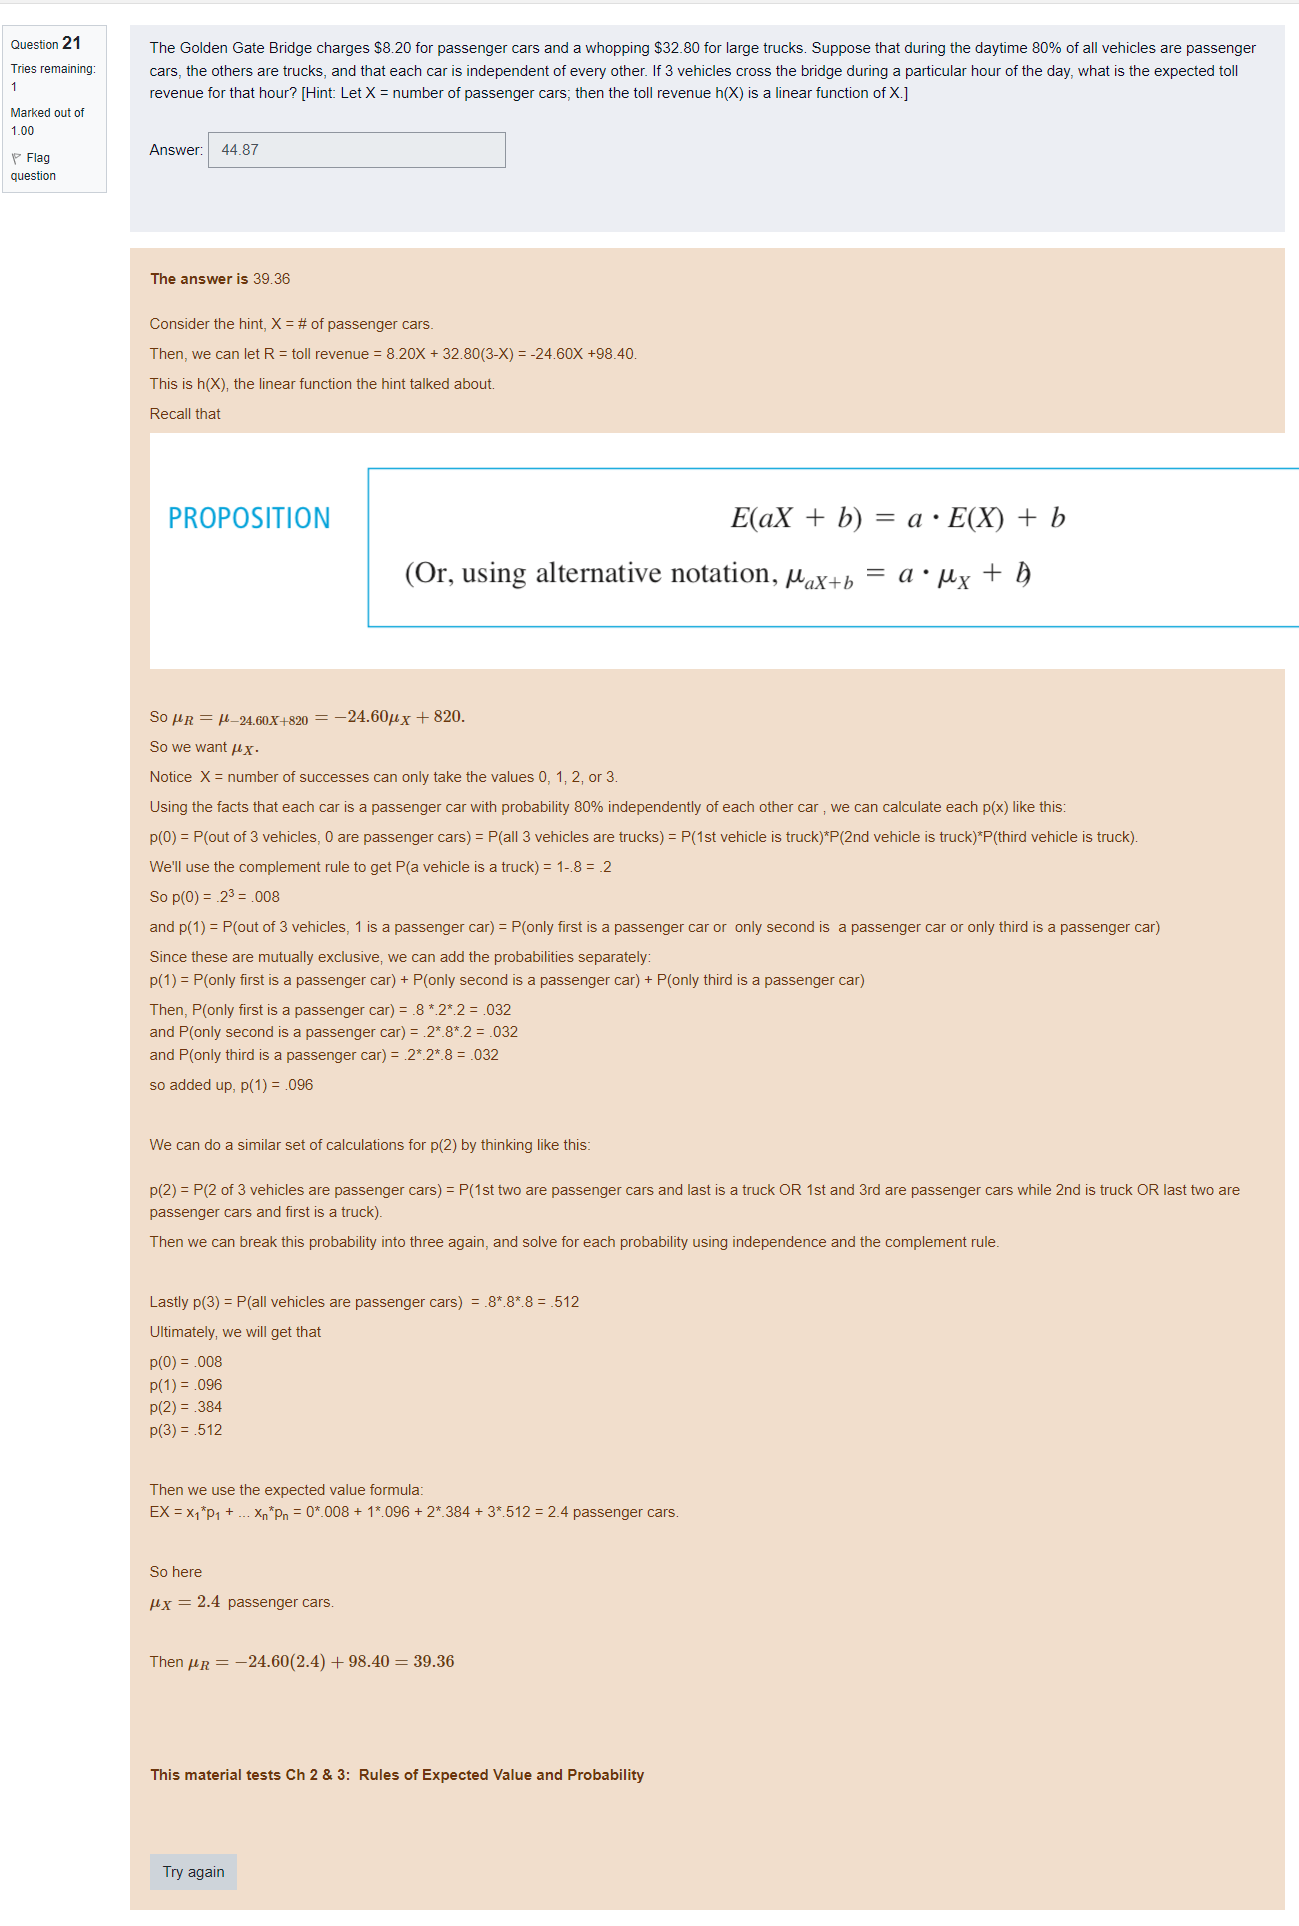 Question 21
Tries remaining:
1
Marked out of
1.00
Flag
question
The Golden Gate Bridge charges $8.20 for passenger cars and a whopping $32.80 for large trucks. Suppose that during the daytime 80% of all vehicles are passenger
cars, the others are trucks, and that each car is independent of every other. If 3 vehicles cross the bridge during a particular hour of the day, what is the expected toll
revenue for that hour? [Hint: Let X = number of passenger cars; then the toll revenue h(X) is a linear function of X.]
Answer: 44.87
The answer is 39.36
Consider the hint, X = # of passenger cars.
Then, we can let R = toll revenue = 8.20X + 32.80(3-X) = -24.60X +98.40.
This is h(X), the linear function the hint talked about.
Recall that
PROPOSITION
E(aX + b) = a · E(X) + b
(Or, using alternative notation, μ_{aX+b} = a · μ_X + b)
So μ_R = μ_{−24.60X+820} = −24.60μ_X + 820.
So we want μ_X.
Notice X = number of successes can only take the values 0, 1, 2, or 3.
Using the facts that each car is a passenger car with probability 80% independently of each other car , we can calculate each p(x) like this:
p(0) = P(out of 3 vehicles, 0 are passenger cars) = P(all 3 vehicles are trucks) = P(1st vehicle is truck)*P(2nd vehicle is truck)*P(third vehicle is truck).
We'll use the complement rule to get P(a vehicle is a truck) = 1-.8 = .2
So p(0) = .2³ = .008
and p(1) = P(out of 3 vehicles, 1 is a passenger car) = P(only first is a passenger car or only second is a passenger car or only third is a passenger car)
Since these are mutually exclusive, we can add the probabilities separately:
p(1) = P(only first is a passenger car) + P(only second is a passenger car) + P(only third is a passenger car)
Then, P(only first is a passenger car) = .8 *.2*.2 = .032
and P(only second is a passenger car) = .2*.8*.2 = .032
and P(only third is a passenger car) = .2*.2*.8 = .032
so added up, p(1) = .096
We can do a similar set of calculations for p(2) by thinking like this:
p(2) = P(2 of 3 vehicles are passenger cars) = P(1st two are passenger cars and last is a truck OR 1st and 3rd are passenger cars while 2nd is truck OR last two are
passenger cars and first is a truck).
Then we can break this probability into three again, and solve for each probability using independence and the complement rule.
Lastly p(3) = P(all vehicles are passenger cars) = .8*.8*.8 = .512
Ultimately, we will get that
p(0) = .008
p(1) = .096
p(2) = .384
p(3) = .512
Then we use the expected value formula:
EX = x₁*p₁ + ... xₙ*pₙ = 0*.008 + 1*.096 + 2*.384 + 3*.512 = 2.4 passenger cars.
So here
μ_X = 2.4 passenger cars.
Then μ_R = −24.60(2.4) + 98.40 = 39.36
This material tests Ch 2 & 3: Rules of Expected Value and Probability
Try again